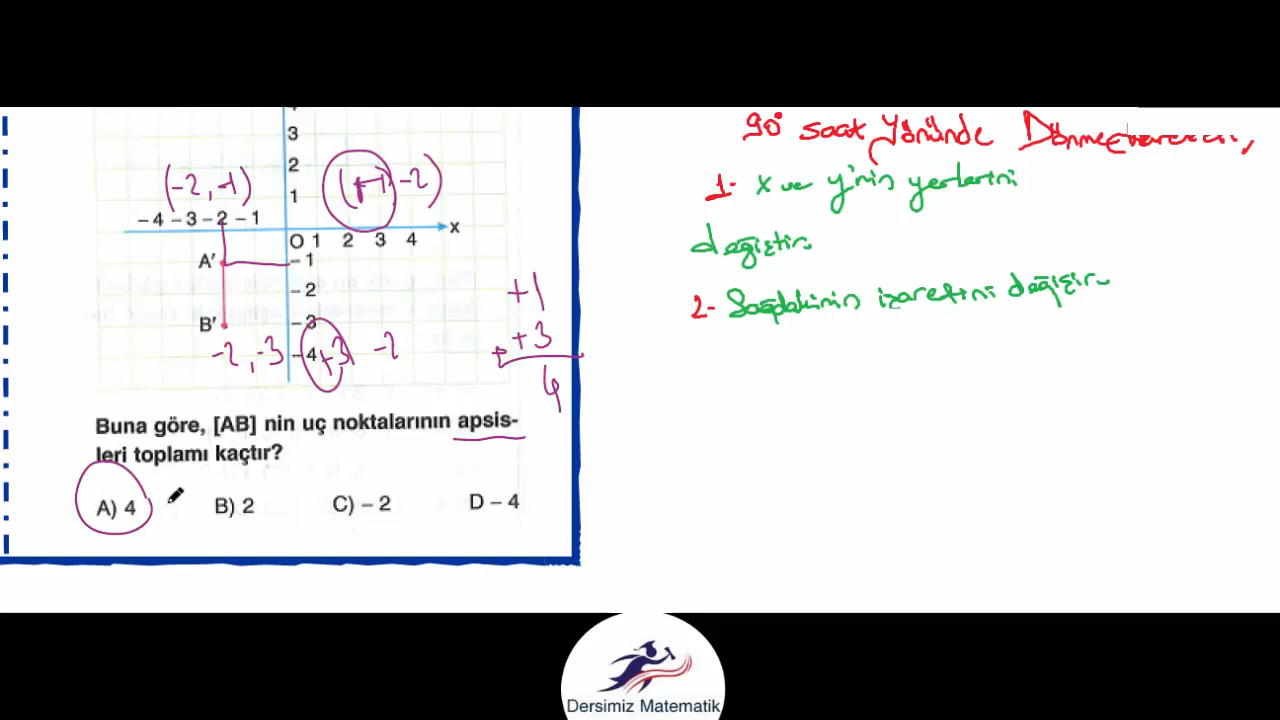 90° saat Yönünde Dönme
1- x ve y'nin yerlerini
değiştir.
2- Sağdakinin işaretini değiştir.
3
2
1
(-2, -1)
-2)
-4 -3 -2 -1
O 1 2 3 4 x
A' -1
-2
B' -3
-4
-2, -3
+3 -2
+1
+3
+
4
Buna göre, [AB] nin uç noktalarının apsis-
leri toplamı kaçtır?
A) 4 B) 2 C) – 2 D – 4
Dersimiz Matematik